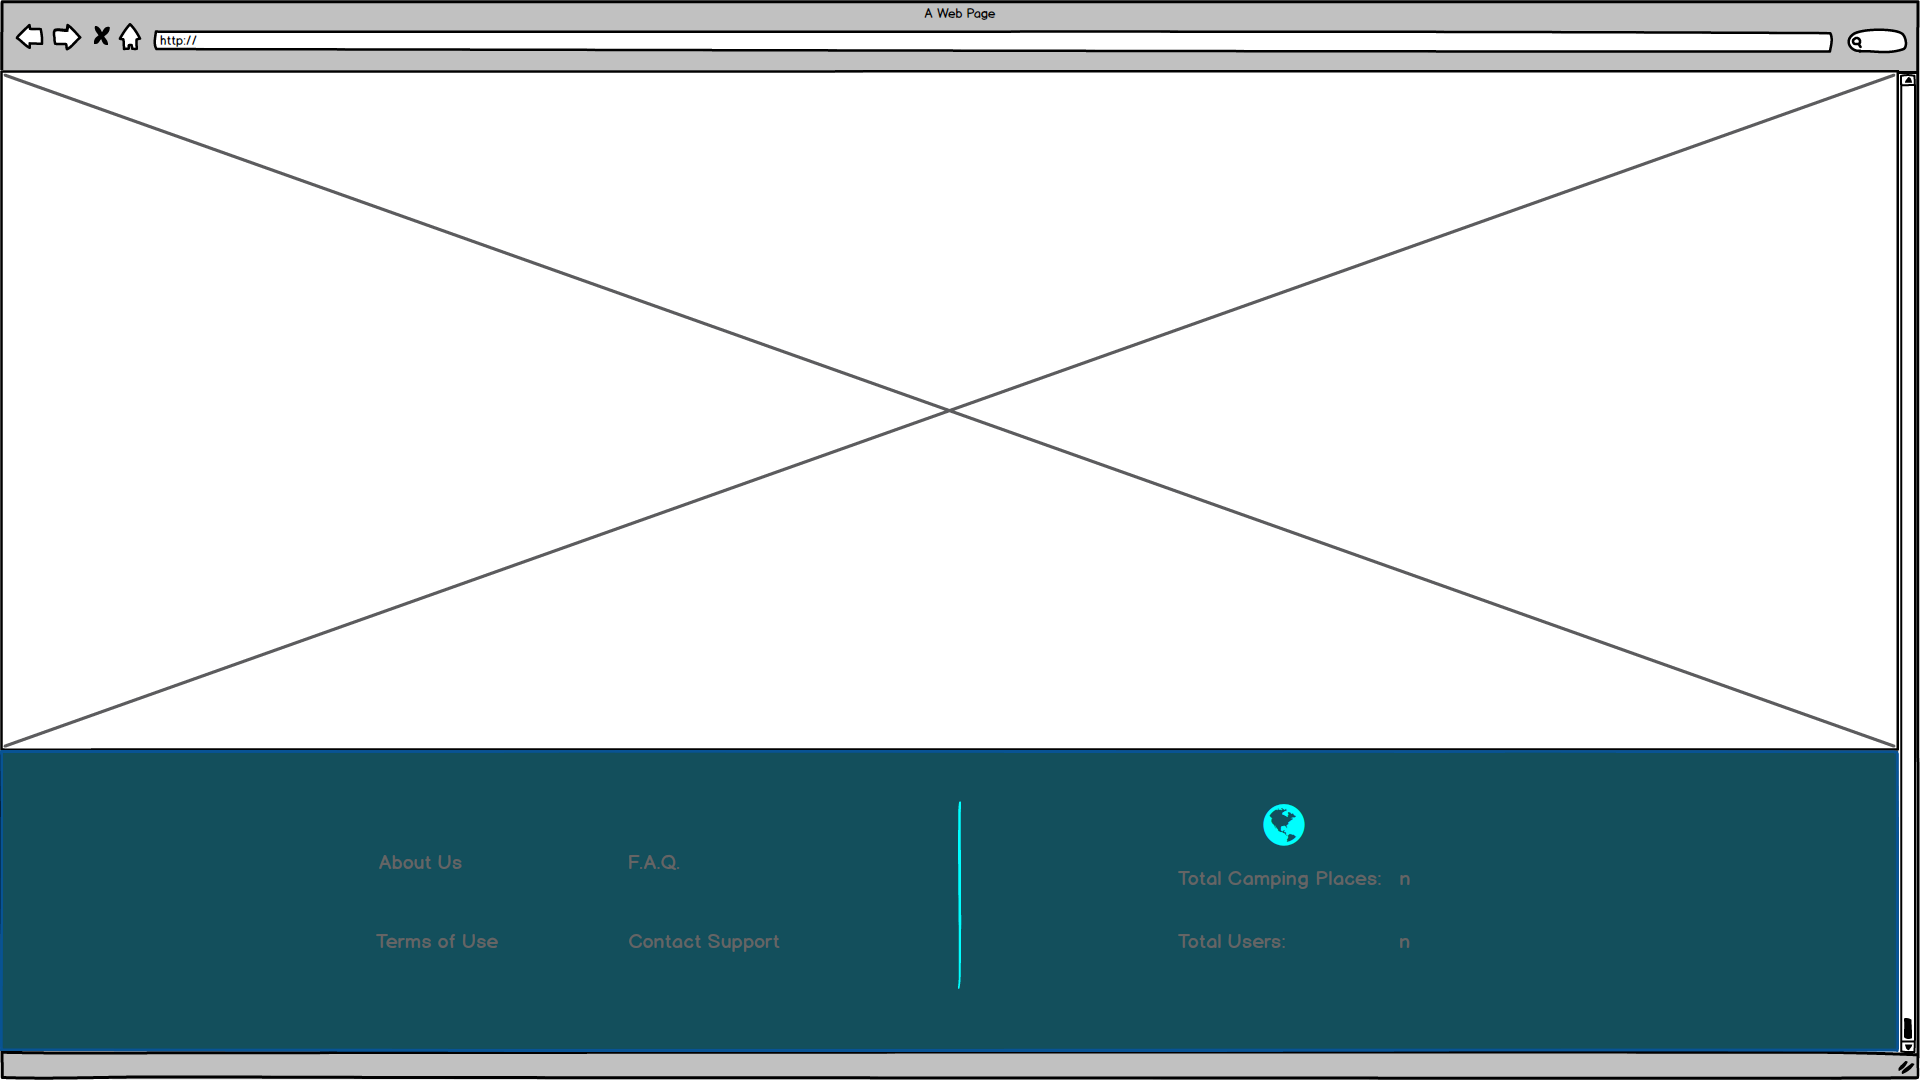 A Web Page
http://
About Us
F.A.Q.
Terms of Use
Contact Support
Total Camping Places: n
Total Users: n